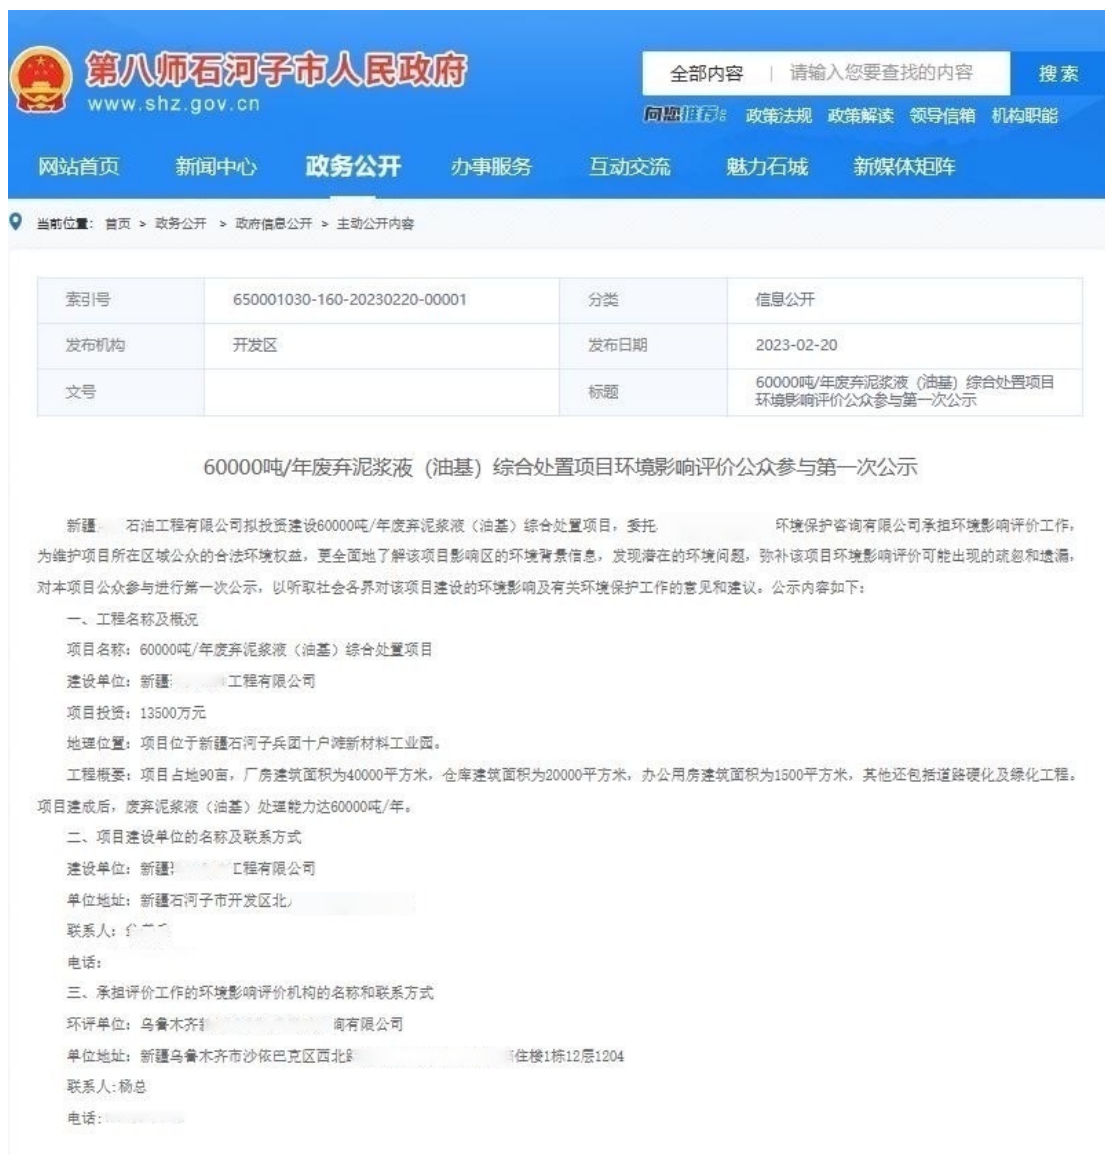 第八师石河子市人民政府
www.shz.gov.cn
全部内容 | 请输入您要查找的内容 搜索
向您推荐: 政策法规 政策解读 领导信箱 机构职能
网站首页 新闻中心 政务公开 办事服务 互动交流 魅力石城 新媒体矩阵
当前位置: 首页 > 政务公开 > 政府信息公开 > 主动公开内容
索引号 650001030-160-20230220-00001 分类 信息公开
发布机构 开发区 发布日期 2023-02-20
文号 标题 60000吨/年废弃泥浆液（油基）综合处置项目
环境影响评价公众参与第一次公示
60000吨/年废弃泥浆液（油基）综合处置项目环境影响评价公众参与第一次公示
新疆 石油工程有限公司拟投资建设60000吨/年废弃泥浆液（油基）综合处置项目，委托 环境保护咨询有限公司承担环境影响评价工作，
为维护项目所在区域公众的合法环境权益，更全面地了解该项目影响区的环境背景信息，发现潜在的环境问题，弥补该项目环境影响评价可能出现的疏忽和遗漏，
对本项目公众参与进行第一次公示，以听取社会各界对该项目建设的环境影响及有关环境保护工作的意见和建议。公示内容如下：
一、工程名称及概况
项目名称：60000吨/年废弃泥浆液（油基）综合处置项目
建设单位：新疆 工程有限公司
项目投资：13500万元
地理位置：项目位于新疆石河子兵团十户滩新材料工业园。
工程概要：项目占地90亩，厂房建筑面积为40000平方米，仓库建筑面积为20000平方米，办公用房建筑面积为1500平方米，其他还包括道路硬化及绿化工程。
项目建成后，废弃泥浆液（油基）处理能力达60000吨/年。
二、项目建设单位的名称及联系方式
建设单位：新疆 工程有限公司
单位地址：新疆石河子市开发区北
联系人：
电话：
三、承担评价工作的环境影响评价机构的名称和联系方式
环评单位：乌鲁木齐 询有限公司
单位地址：新疆乌鲁木齐市沙依巴克区西北 住楼1栋12层1204
联系人:杨总
电话: